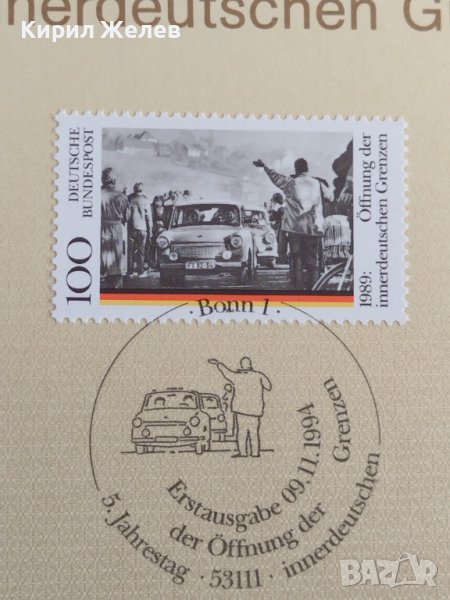 Кирил Желев
nerdeutschen G
DEUTSCHE
BUNDESPOST
100
1989: Öffnung der
innerdeutschen Grenzen
· Bonn 1 ·
Erstausgabe 09.11.1994
5. Jahrestag der Öffnung der
innerdeutschen Grenzen
· 53111 ·
BAZAR